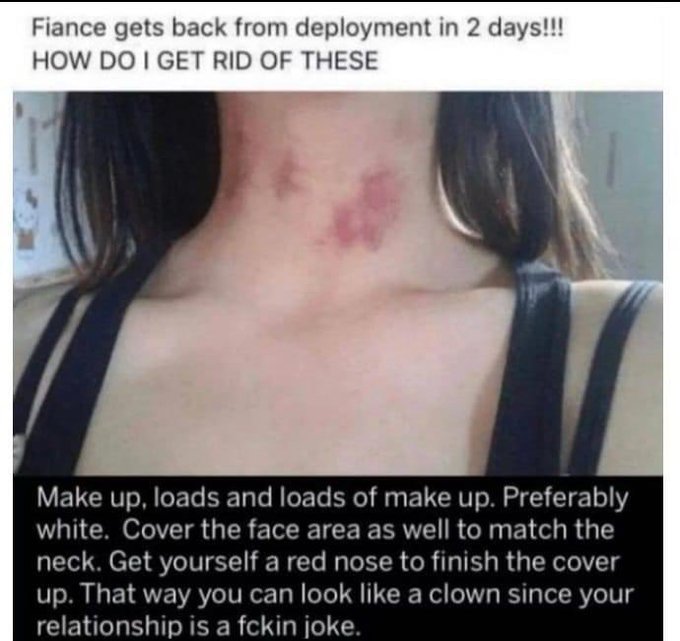 Fiance gets back from deployment in 2 days!!!
HOW DO I GET RID OF THESE
Make up, loads and loads of make up. Preferably
white. Cover the face area as well to match the
neck. Get yourself a red nose to finish the cover
up. That way you can look like a clown since your
relationship is a fckin joke.